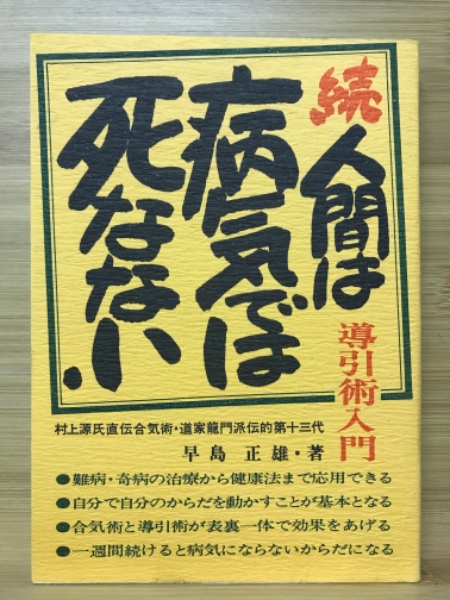 続
人間は
病気では
死なない
導引術入門
村上源氏直伝合気術・道家龍門派伝的第十三代
早島正雄・著
●難病・奇病の治療から健康法まで応用できる
●自分で自分のからだを動かすことが基本となる
●合気術と導引術が表裏一体で効果をあげる
●一週間続けると病気にならないからだになる